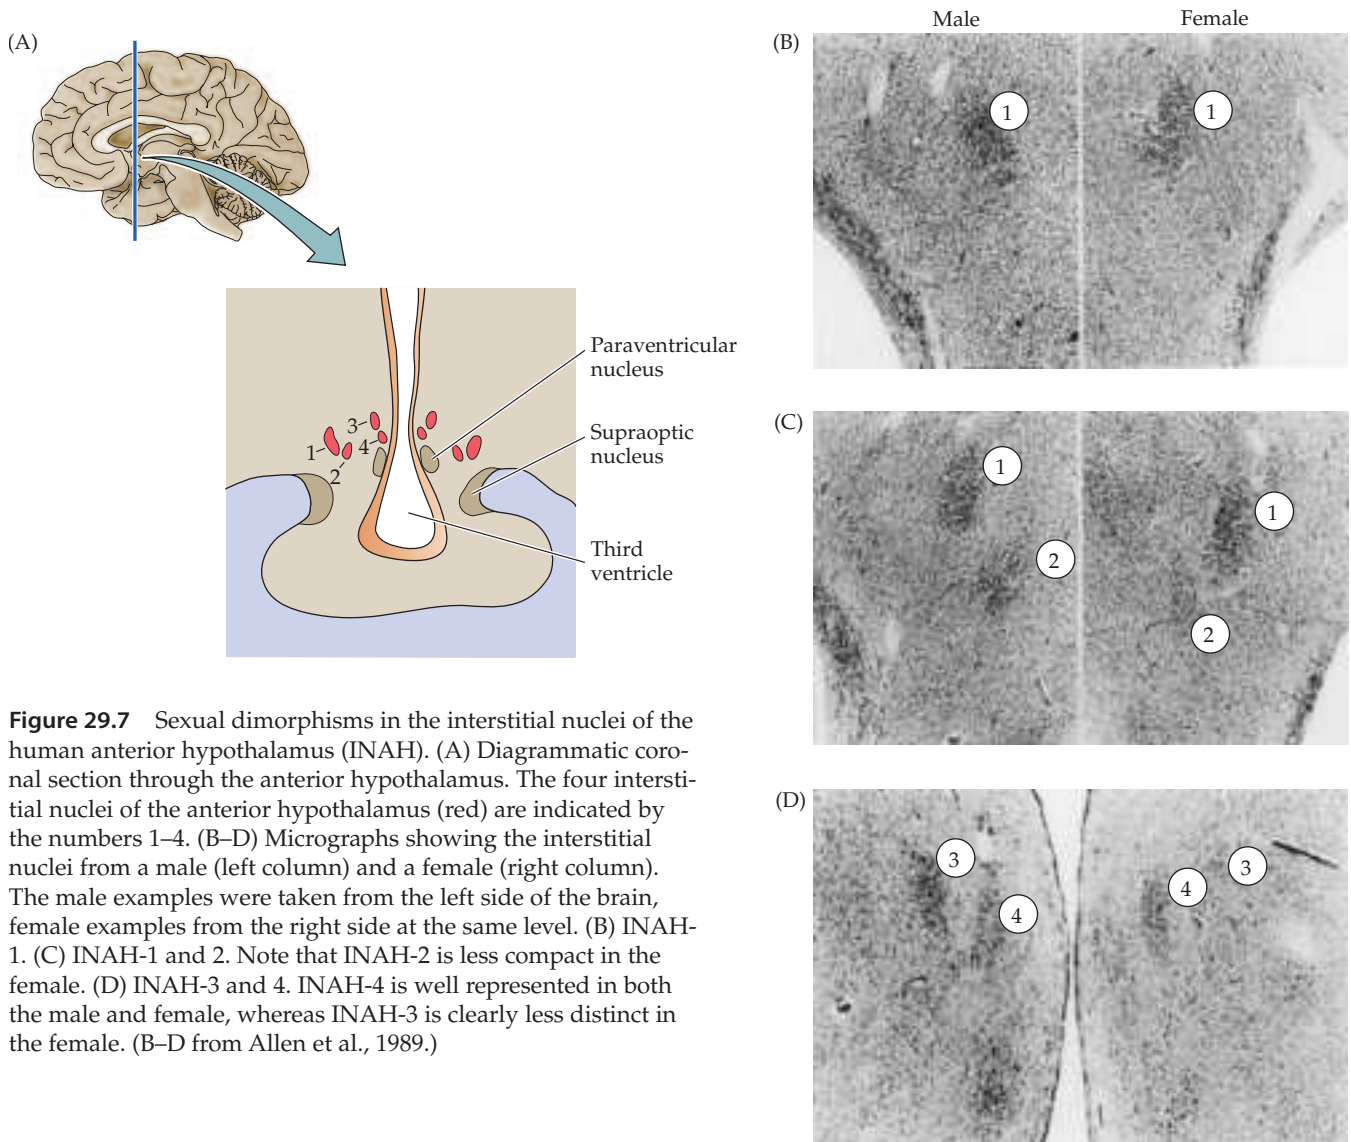 (A)
Paraventricular
nucleus
Supraoptic
nucleus
Third
ventricle
3
1
4
2
Figure 29.7 Sexual dimorphisms in the interstitial nuclei of the
human anterior hypothalamus (INAH). (A) Diagrammatic coro-
nal section through the anterior hypothalamus. The four intersti-
tial nuclei of the anterior hypothalamus (red) are indicated by
the numbers 1–4. (B–D) Micrographs showing the interstitial
nuclei from a male (left column) and a female (right column).
The male examples were taken from the left side of the brain,
female examples from the right side at the same level. (B) INAH-
1. (C) INAH-1 and 2. Note that INAH-2 is less compact in the
female. (D) INAH-3 and 4. INAH-4 is well represented in both
the male and female, whereas INAH-3 is clearly less distinct in
the female. (B–D from Allen et al., 1989.)
Male Female
(B)
1 1
(C)
1 1
2
2
(D)
3 3
4 4